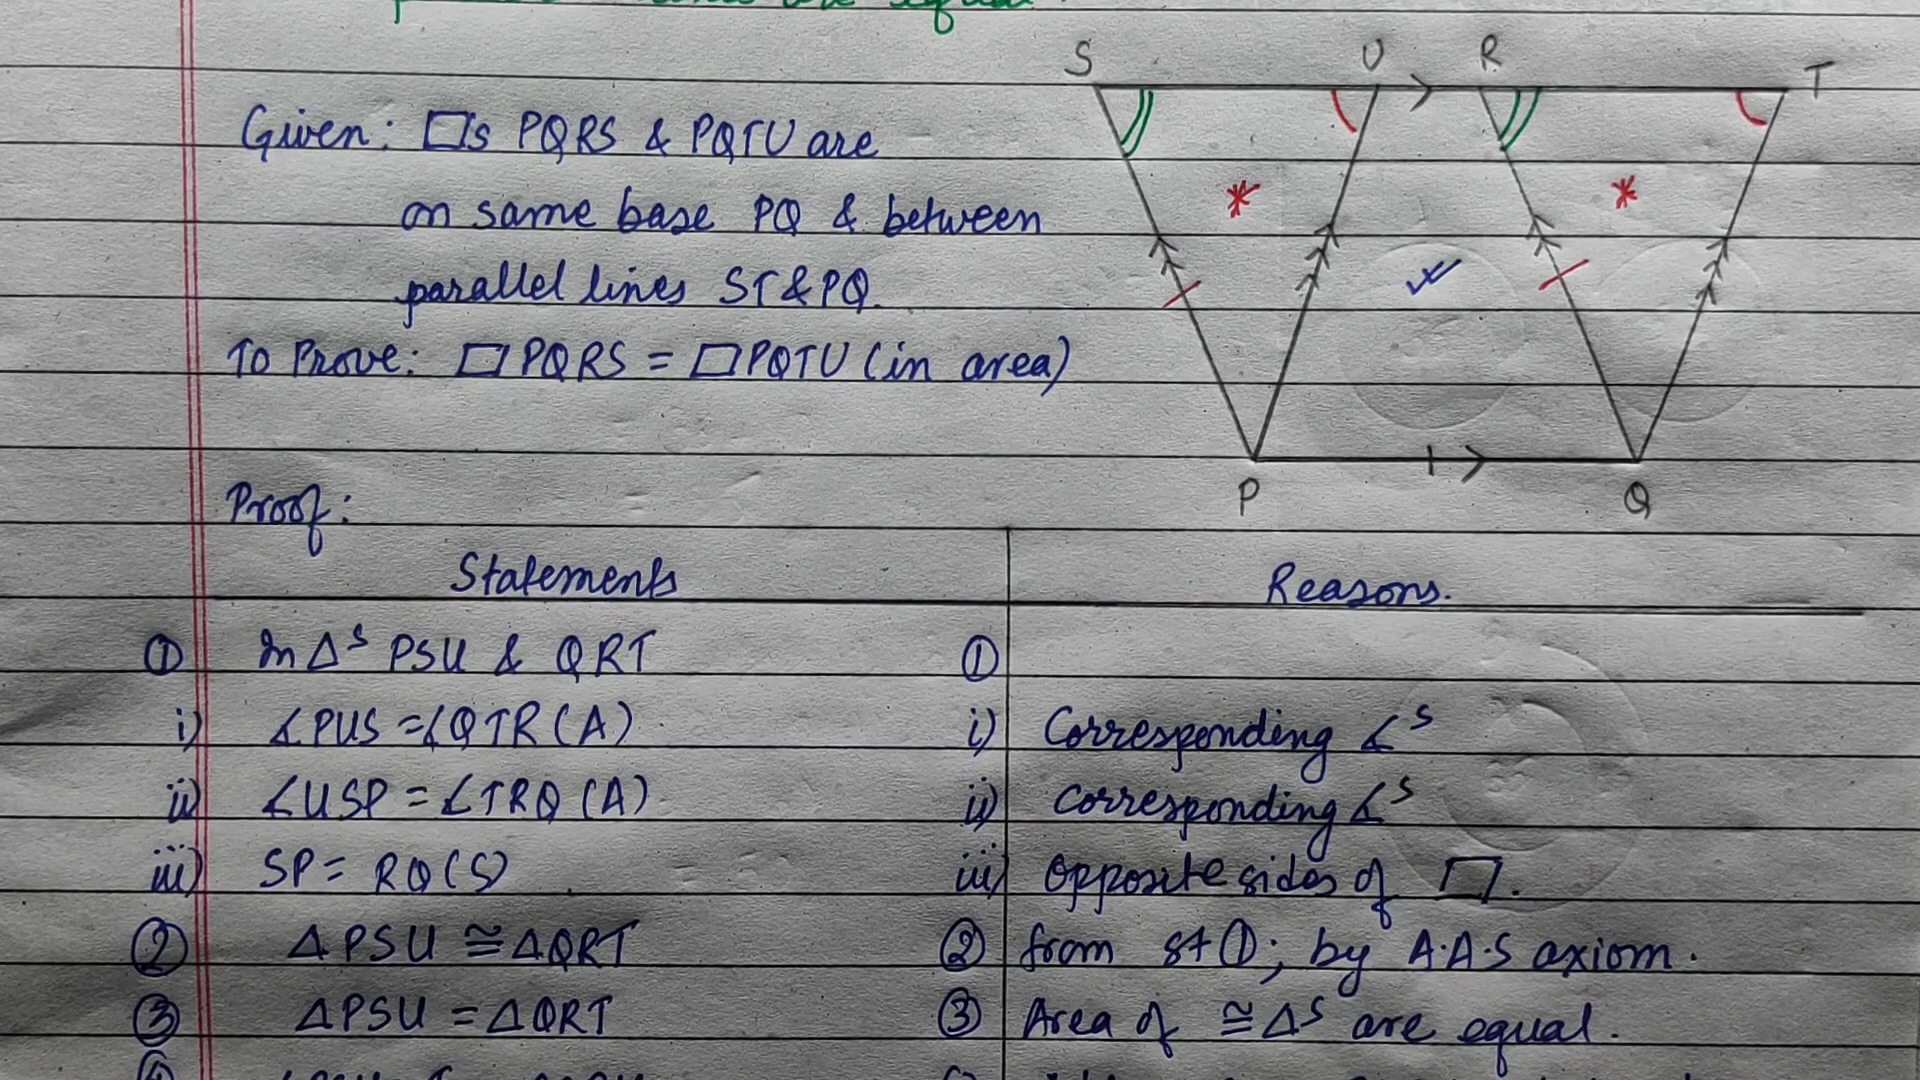 are equal
S U R T
Given: ▱s PQRS & PQTU are
on same base PQ & between
parallel lines ST & PQ.
To Prove: ▱PQRS = ▱PQTU (in area)
P Q
Proof:
Statements Reasons.
① In Δˢ PSU & QRT ①
i) ∡PUS = ∡QTR (A) i) Corresponding ∡ˢ
ii) ∡USP = ∡TRQ (A) ii) Corresponding ∡ˢ
iii) SP = RQ (S) iii) Opposite sides of ▱.
② ΔPSU ≅ ΔQRT ② from st ①; by A.A.S axiom.
③ ΔPSU = ΔQRT ③ Area of ≅ Δˢ are equal.